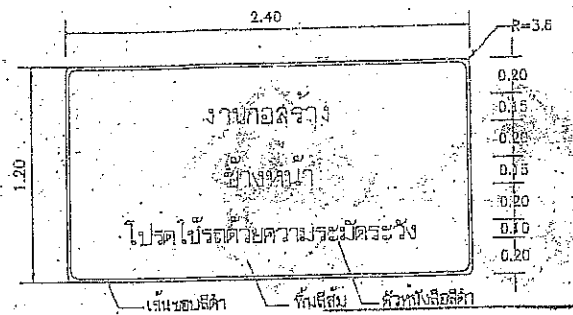 2.40
R=3.6
1.20
งานก่อสร้าง
ข้างหน้า
โปรดใช้รถด้วยความระมัดระวัง
0.20
0.15
0.20
0.15
0.20
0.10
0.20
เส้นขอบสีดำ
พื้นสีส้ม
ตัวหนังสือสีดำ